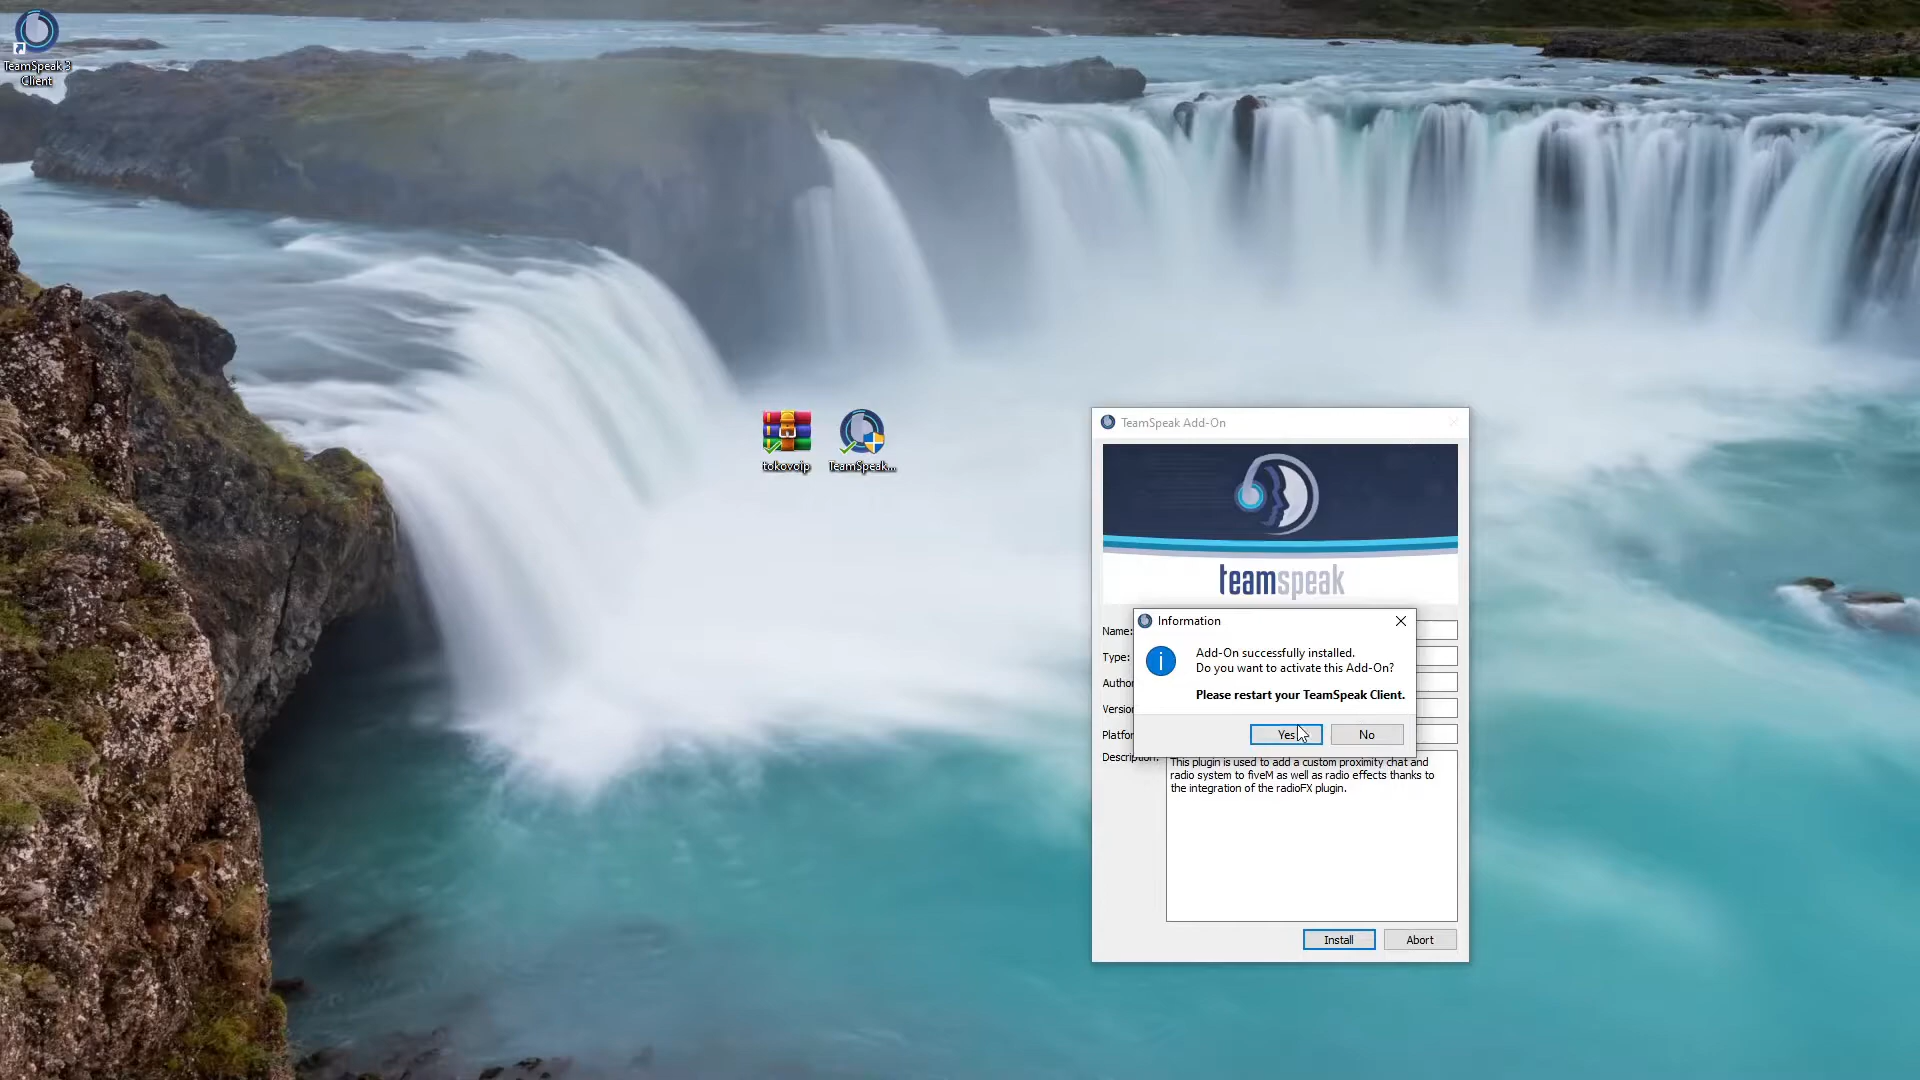 TeamSpeak 3
Client
tokovoip
TeamSpeak...
TeamSpeak Add-On
teamspeak
Name:
Type:
Author
Version
Platfor
Description:
Information
Add-On successfully installed.
Do you want to activate this Add-On?
Please restart your TeamSpeak Client.
Yes
No
This plugin is used to add a custom proximity chat and
radio system to fiveM as well as radio effects thanks to
the integration of the radioFX plugin.
Install
Abort